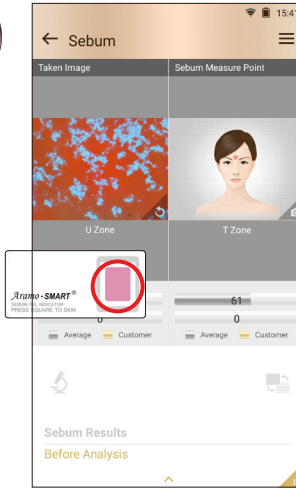 15:41
Sebum
Taken Image
Sebum Measure Point
U Zone
T Zone
Aramo-SMART®
SEBUM/OIL INDICATOR
PRESS SQUARE TO SKIN
61
0
0
Average
Customer
Average
Customer
Sebum Results
Before Analysis